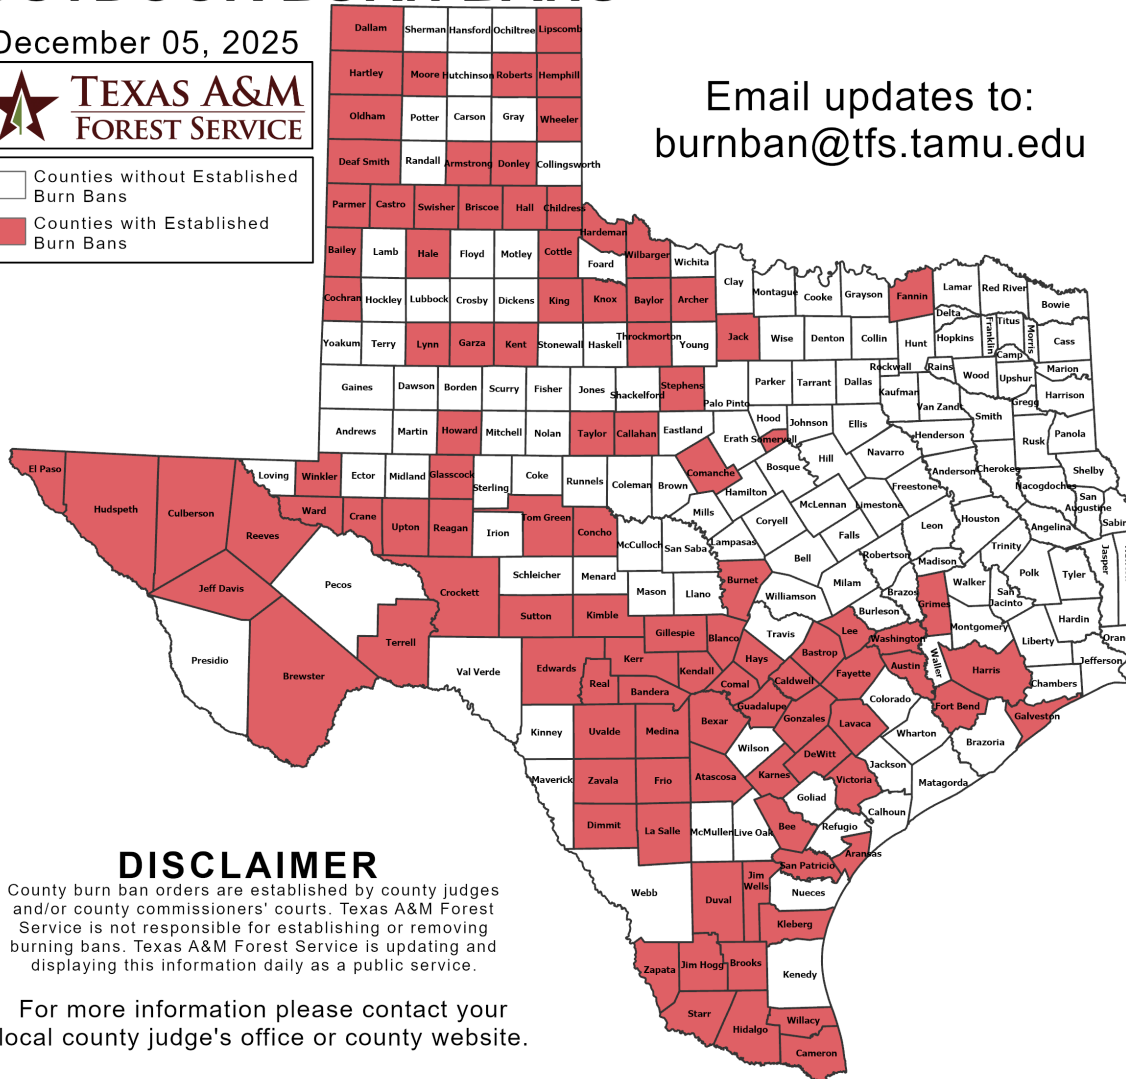 December 05, 2025
TEXAS A&M
FOREST SERVICE
Counties without Established
Burn Bans
Counties with Established
Burn Bans
Email updates to:
burnban@tfs.tamu.edu
Dallam Sherman Hansford Ochiltree Lipscomb
Hartley Moore Hutchinson Roberts Hemphill
Oldham Potter Carson Gray Wheeler
Deaf Smith Randall Armstrong Donley Collingsworth
Parmer Castro Swisher Briscoe Hall Childress
Hardeman
Bailey Lamb Hale Floyd Motley Cottle Foard Wilbarger Wichita
Clay Montague Cooke Grayson Fannin Lamar Red River Bowie
Cochran Hockley Lubbock Crosby Dickens King Knox Baylor Archer
Delta Franklin Titus Morris
Yoakum Terry Lynn Garza Kent Stonewall Haskell Throckmorton Young Jack Wise Denton Collin Hunt Hopkins Cass
Camp
Rockwall Rains Marion
Gaines Dawson Borden Scurry Fisher Jones Shackelford Stephens Palo Pinto Parker Tarrant Dallas Kaufman Van Zandt Wood Upshur Gregg Harrison
Andrews Martin Howard Mitchell Nolan Taylor Callahan Eastland Erath Hood Somervell Johnson Ellis Henderson Smith Rusk Panola
El Paso Hudspeth Culberson Reeves Loving Winkler Ector Midland Glasscock Sterling Coke Runnels Coleman Brown Comanche Hamilton Bosque Hill Navarro Freestone Anderson Cherokee Nacogdoches Shelby
San
Augustine
Sabin
Ward Crane Upton Reagan Irion Tom Green Concho McCulloch San Saba Mills Lampasas Coryell McLennan Limestone Falls Leon Houston Angelina
Jeff Davis Pecos Crockett Schleicher Menard Mason Llano Burnet Bell Milam Robertson Brazos Madison Grimes Walker Trinity Polk Tyler Jasper
San
Jacinto
Presidio Brewster Terrell Val Verde Sutton Kimble Gillespie Blanco Travis Williamson Burleson Lee Washington Montgomery Liberty Hardin Oran
Edwards Real Kerr Bandera Kendall Comal Hays Caldwell Bastrop Fayette Austin Waller Harris Chambers Jefferson
Kinney Uvalde Medina Bexar Guadalupe Gonzales Lavaca Colorado Fort Bend Galveston
Wilson DeWitt Wharton Brazoria
Maverick Zavala Frio Atascosa Karnes Victoria Jackson Matagorda
Goliad Calhoun
Dimmit La Salle McMullen Live Oak Bee Refugio
Aransas
San Patricio
Webb Duval
Jim
Wells
Nueces
Kleberg
Zapata Jim Hogg Brooks Kenedy
Starr Hidalgo Willacy
Cameron
DISCLAIMER
County burn ban orders are established by county judges
and/or county commissioners' courts. Texas A&M Forest
Service is not responsible for establishing or removing
burning bans. Texas A&M Forest Service is updating and
displaying this information daily as a public service.
For more information please contact your
local county judge's office or county website.